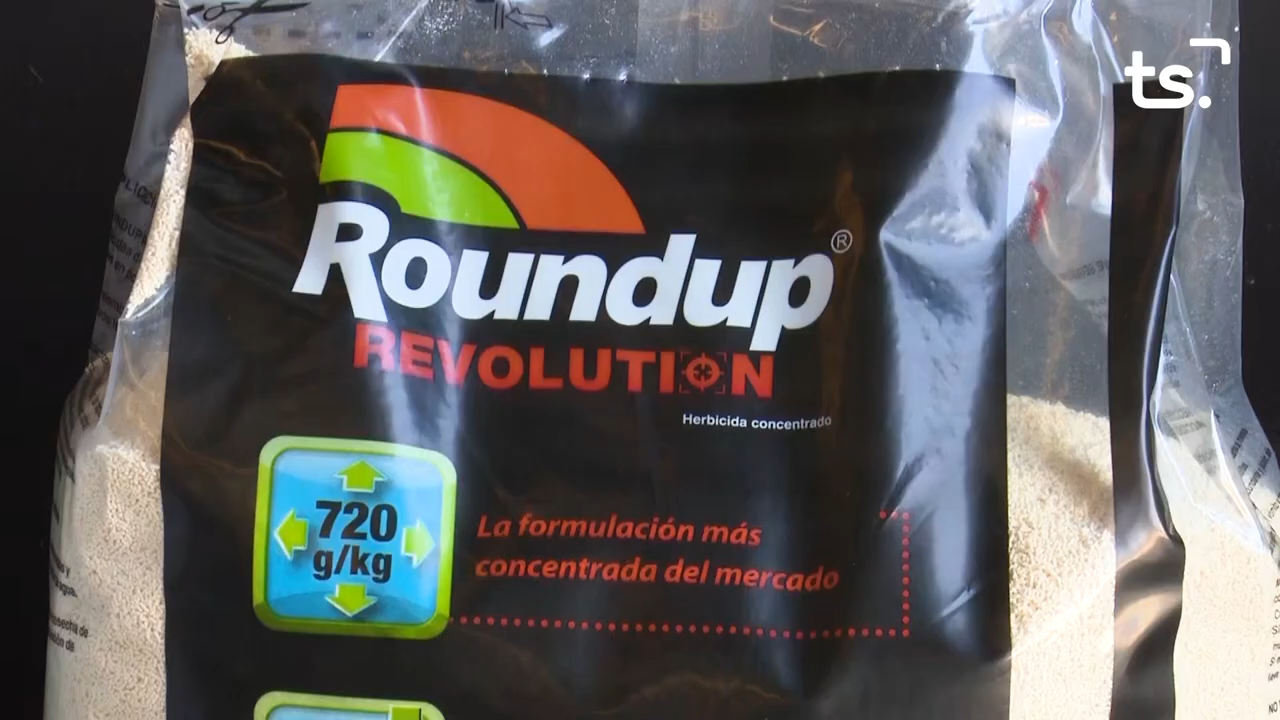 ts.
Roundup®
REVOLUTION
Herbicida concentrado
720
g/kg
La formulación más
concentrada del mercado